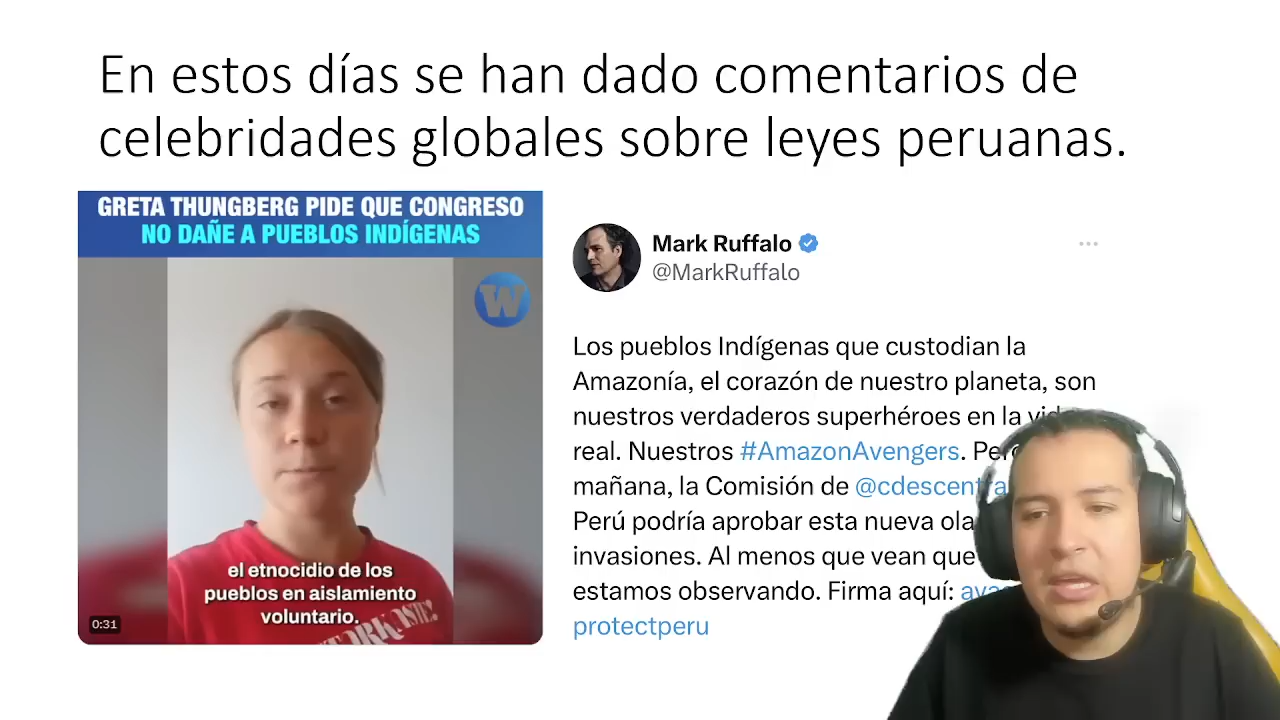 En estos días se han dado comentarios de
celebridades globales sobre leyes peruanas.
GRETA THUNGBERG PIDE QUE CONGRESO
NO DAÑE A PUEBLOS INDÍGENAS
W
el etnocidio de los
pueblos en aislamiento
voluntario.
0:31
Mark Ruffalo
@MarkRuffalo
Los pueblos Indígenas que custodian la
Amazonía, el corazón de nuestro planeta, son
nuestros verdaderos superhéroes en la vida
real. Nuestros #AmazonAvengers.
mañana, la Comisión de
Perú podría aprobar esta nueva ola
invasiones. Al menos que vean que
estamos observando. Firma aquí:
protectperu